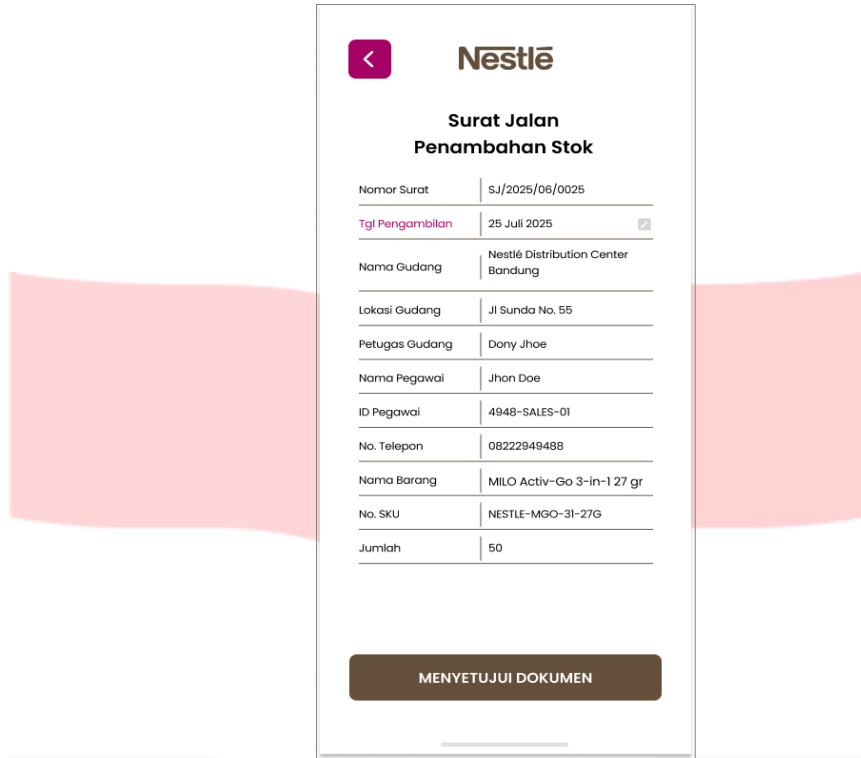 Nestlé
Surat Jalan
Penambahan Stok
Nomor Surat SJ/2025/06/0025
Tgl Pengambilan 25 Juli 2025
Nama Gudang Nestlé Distribution Center
Bandung
Lokasi Gudang Jl Sunda No. 55
Petugas Gudang Dony Jhoe
Nama Pegawai Jhon Doe
ID Pegawai 4948-SALES-01
No. Telepon 08222949488
Nama Barang MILO Activ-Go 3-in-1 27 gr
No. SKU NESTLE-MGO-31-27G
Jumlah 50
MENYETUJUI DOKUMEN